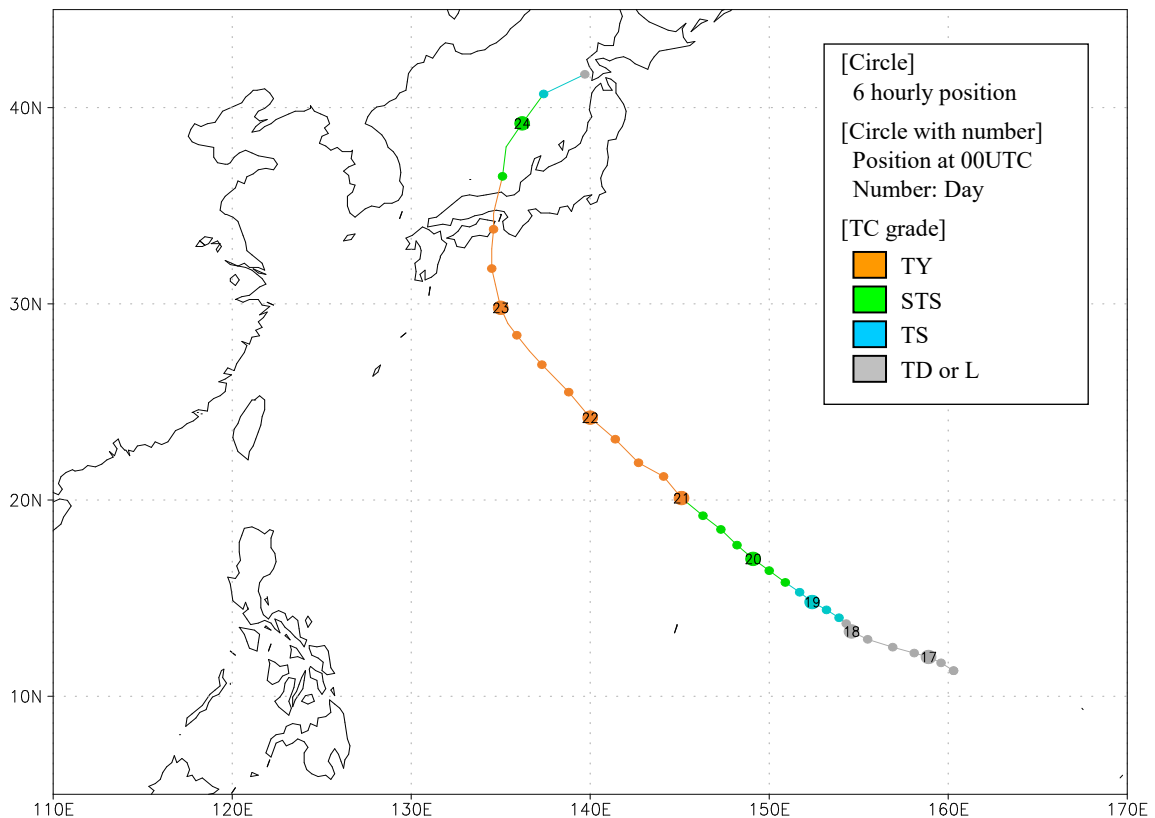 [Circle]
6 hourly position
[Circle with number]
Position at 00UTC
Number: Day
[TC grade]
TY
STS
TS
TD or L
40N
30N
20N
10N
24
23
22
21
20
19
18
17
110E 120E 130E 140E 150E 160E 170E